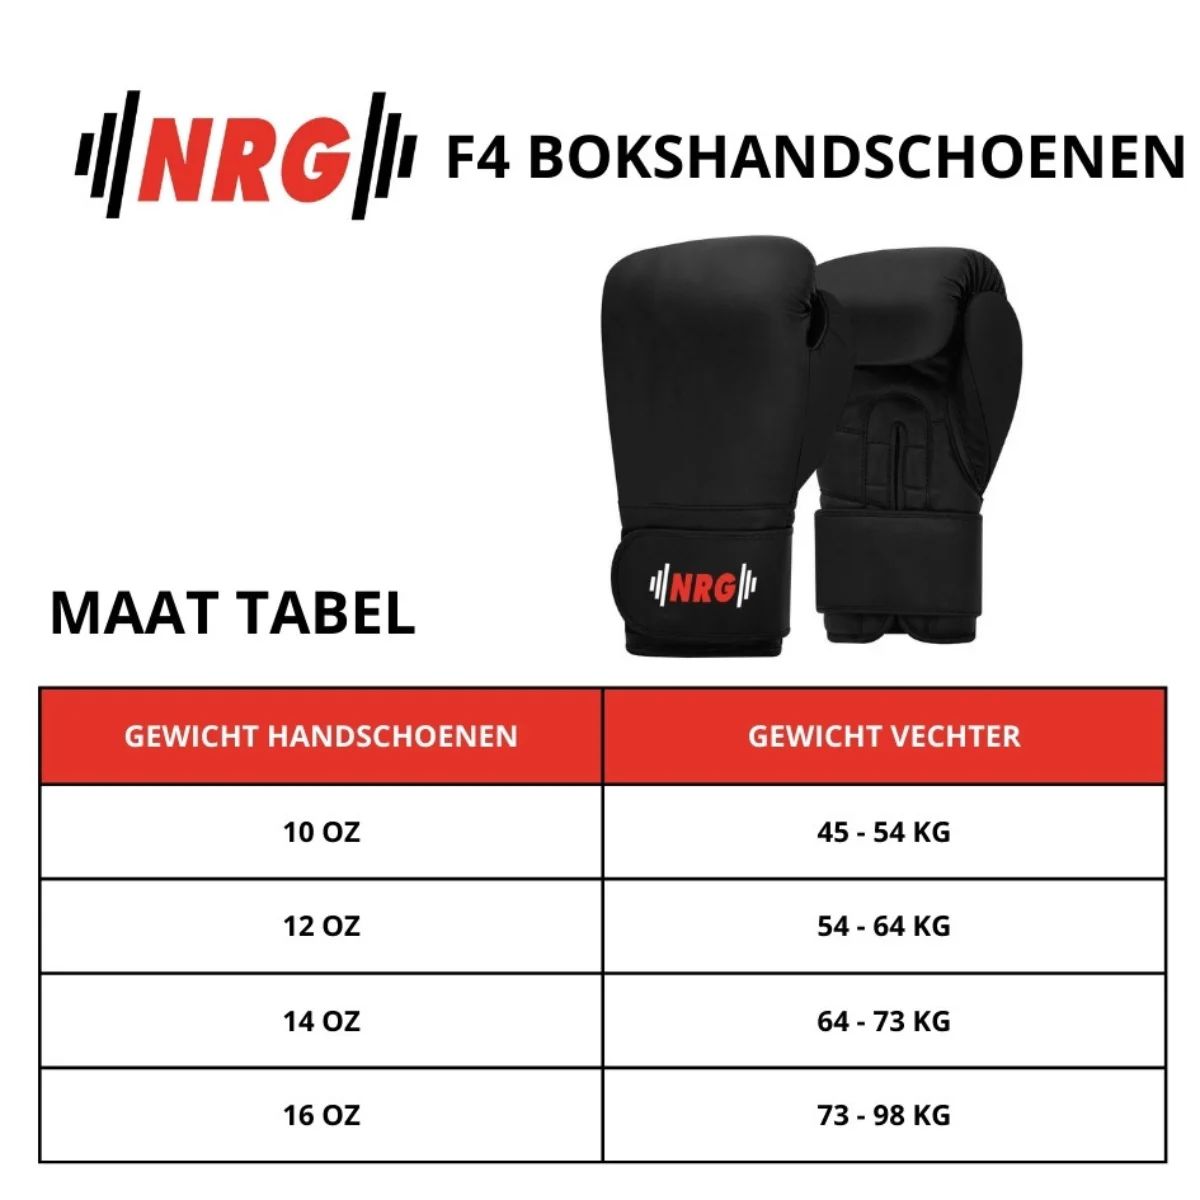 NRG F4 BOKSHANDSCHOENEN
NRG
MAAT TABEL
GEWICHT HANDSCHOENEN GEWICHT VECHTER
10 OZ 45 - 54 KG
12 OZ 54 - 64 KG
14 OZ 64 - 73 KG
16 OZ 73 - 98 KG